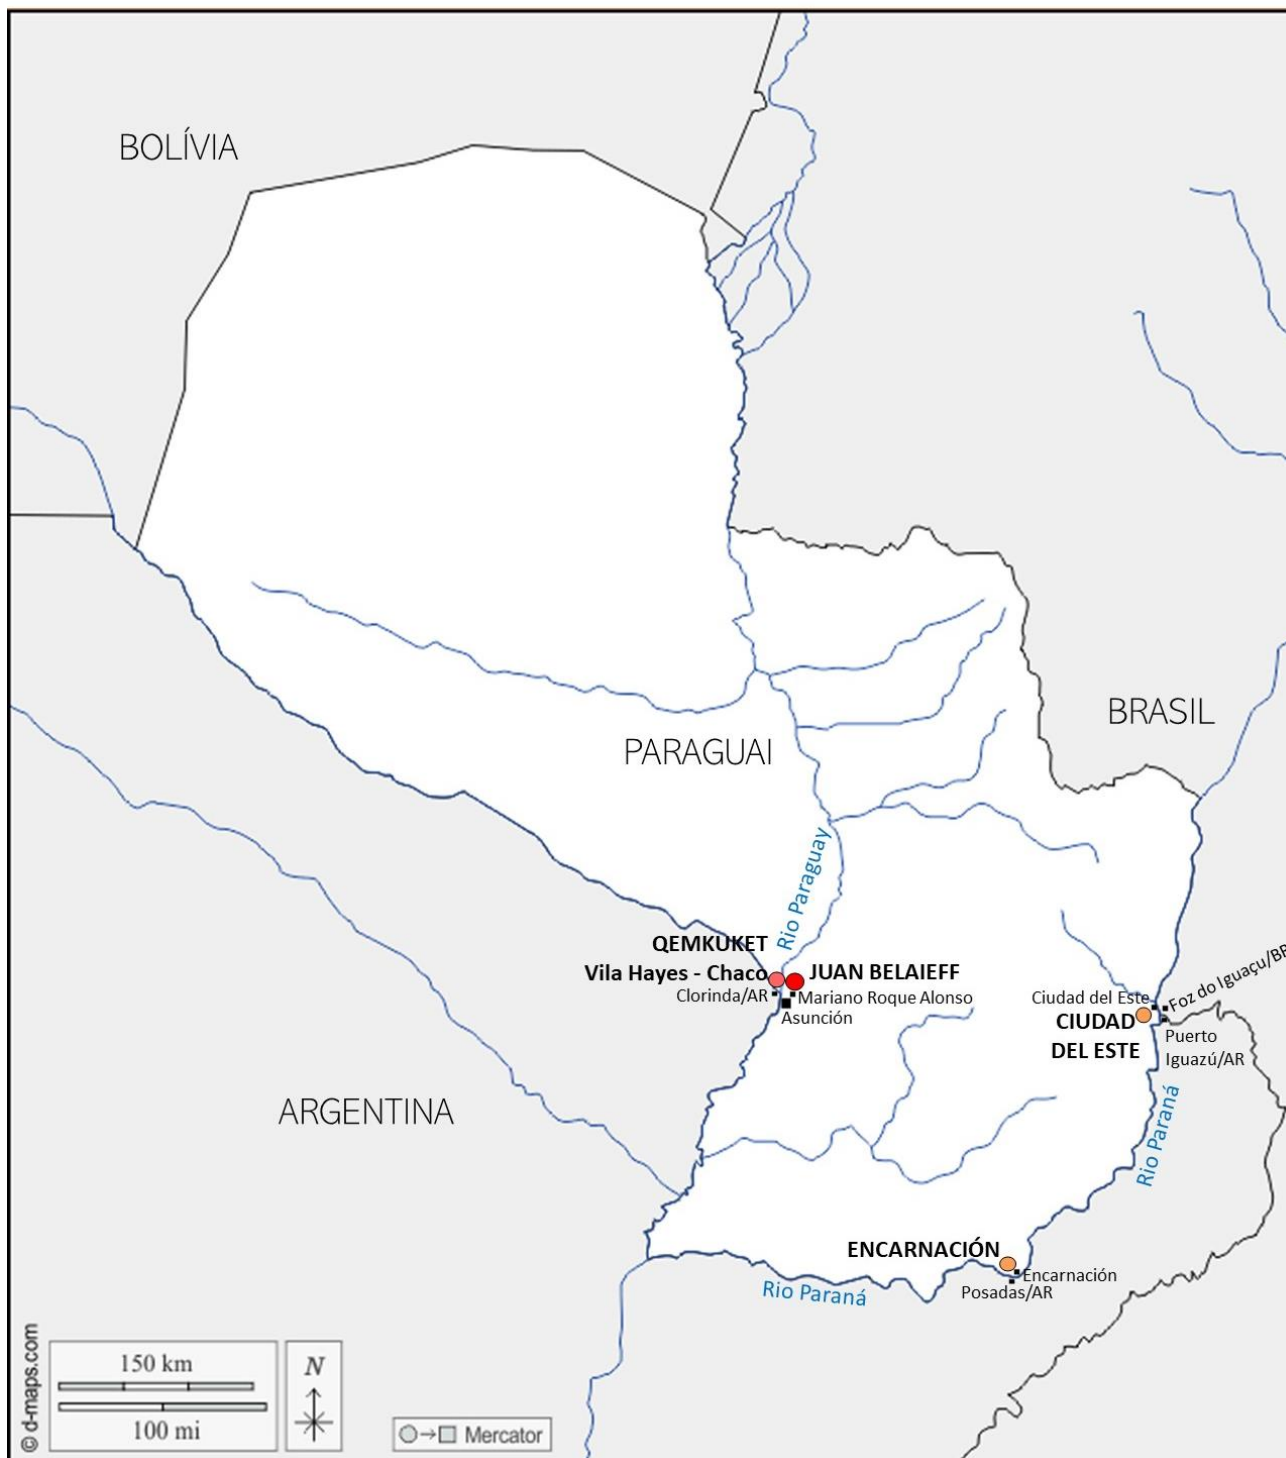 BOLÍVIA
BRASIL
PARAGUAI
Rio Paraguay
QEMKUKET
Vila Hayes - Chaco
JUAN BELAIEFF
Clorinda/AR
Mariano Roque Alonso
Asunción
Foz do Iguaçu/BR
Ciudad del Este
CIUDAD
DEL ESTE
Puerto
Iguazú/AR
ARGENTINA
Rio Paraná
ENCARNACIÓN
Encarnación
Posadas/AR
Rio Paraná
© d-maps.com
150 km
100 mi
N
Mercator